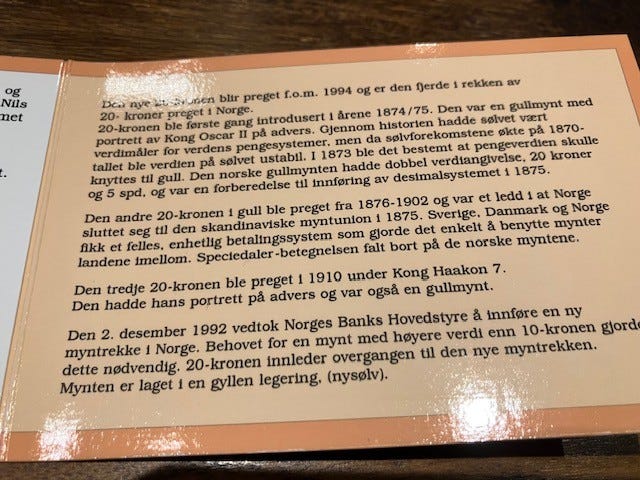 og
Nils
met
t.
Den nye 20-kronen blir preget f.o.m. 1994 og er den fjerde i rekken av
20- kroner preget i Norge.
20-kronen ble første gang introdusert i årene 1874/75. Den var en gullmynt med
portrett av Kong Oscar II på advers. Gjennom historien hadde sølvet vært
verdimåler for verdens pengesystemer, men da sølvforekomstene økte på 1870-
tallet ble verdien på sølvet ustabil. I 1873 ble det bestemt at pengeverdien skulle
knyttes til gull. Den norske gullmynten hadde dobbel verdiangivelse, 20 kroner
og 5 spd, og var en forberedelse til innføring av desimalsystemet i 1875.
Den andre 20-kronen i gull ble preget fra 1876-1902 og var et ledd i at Norge
sluttet seg til den skandinaviske myntunion i 1875. Sverige, Danmark og Norge
fikk et felles, enhetlig betalingssystem som gjorde det enkelt å benytte mynter
landene imellom. Speciedaler-betegnelsen falt bort på de norske myntene.
Den tredje 20-kronen ble preget i 1910 under Kong Haakon 7.
Den hadde hans portrett på advers og var også en gullmynt.
Den 2. desember 1992 vedtok Norges Banks Hovedstyre å innføre en ny
myntrekke i Norge. Behovet for en mynt med høyere verdi enn 10-kronen gjorde
dette nødvendig. 20-kronen innleder overgangen til den nye myntrekken.
Mynten er laget i en gyllen legering, (nysølv).